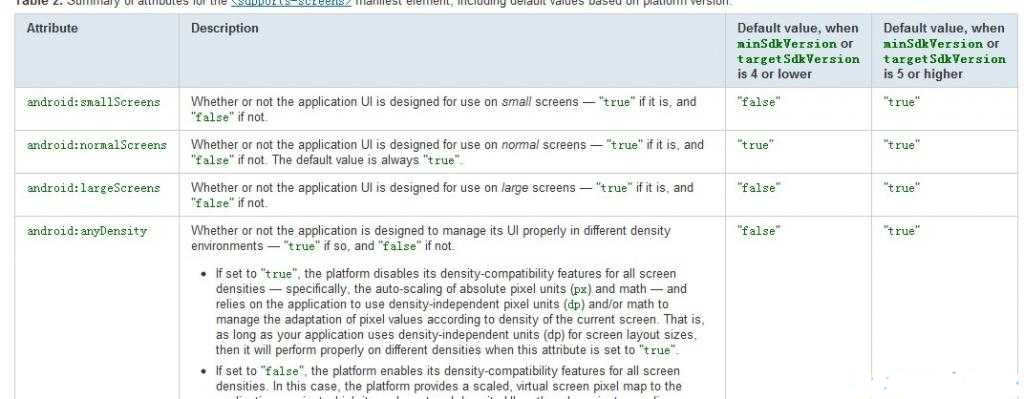 Table 2. Summary of attributes for the <supports-screens> manifest element, including default values based on platform version.
Attribute
Description
Default value, when
minSdkVersion or
targetSdkVersion
is 4 or lower
Default value, when
minSdkVersion or
targetSdkVersion
is 5 or higher
android:smallScreens
Whether or not the application UI is designed for use on small screens — "true" if it is, and
"false" if not.
"false"
"true"
android:normalScreens
Whether or not the application UI is designed for use on normal screens — "true" if it is, and
"false" if not. The default value is always "true".
"true"
"true"
android:largeScreens
Whether or not the application UI is designed for use on large screens — "true" if it is, and
"false" if not.
"false"
"true"
android:anyDensity
Whether or not the application is designed to manage its UI properly in different density
environments — "true" if so, and "false" if not.
"false"
"true"
• If set to "true", the platform disables its density-compatibility features for all screen
densities — specifically, the auto-scaling of absolute pixel units (px) and math — and
relies on the application to use density-independent pixel units (dp) and/or math to
manage the adaptation of pixel values according to density of the current screen. That is,
as long as your application uses density-independent units (dp) for screen layout sizes,
then it will perform properly on different densities when this attribute is set to "true".
• If set to "false", the platform enables its density-compatibility features for all screen
densities. In this case, the platform provides a scaled, virtual screen pixel map to the